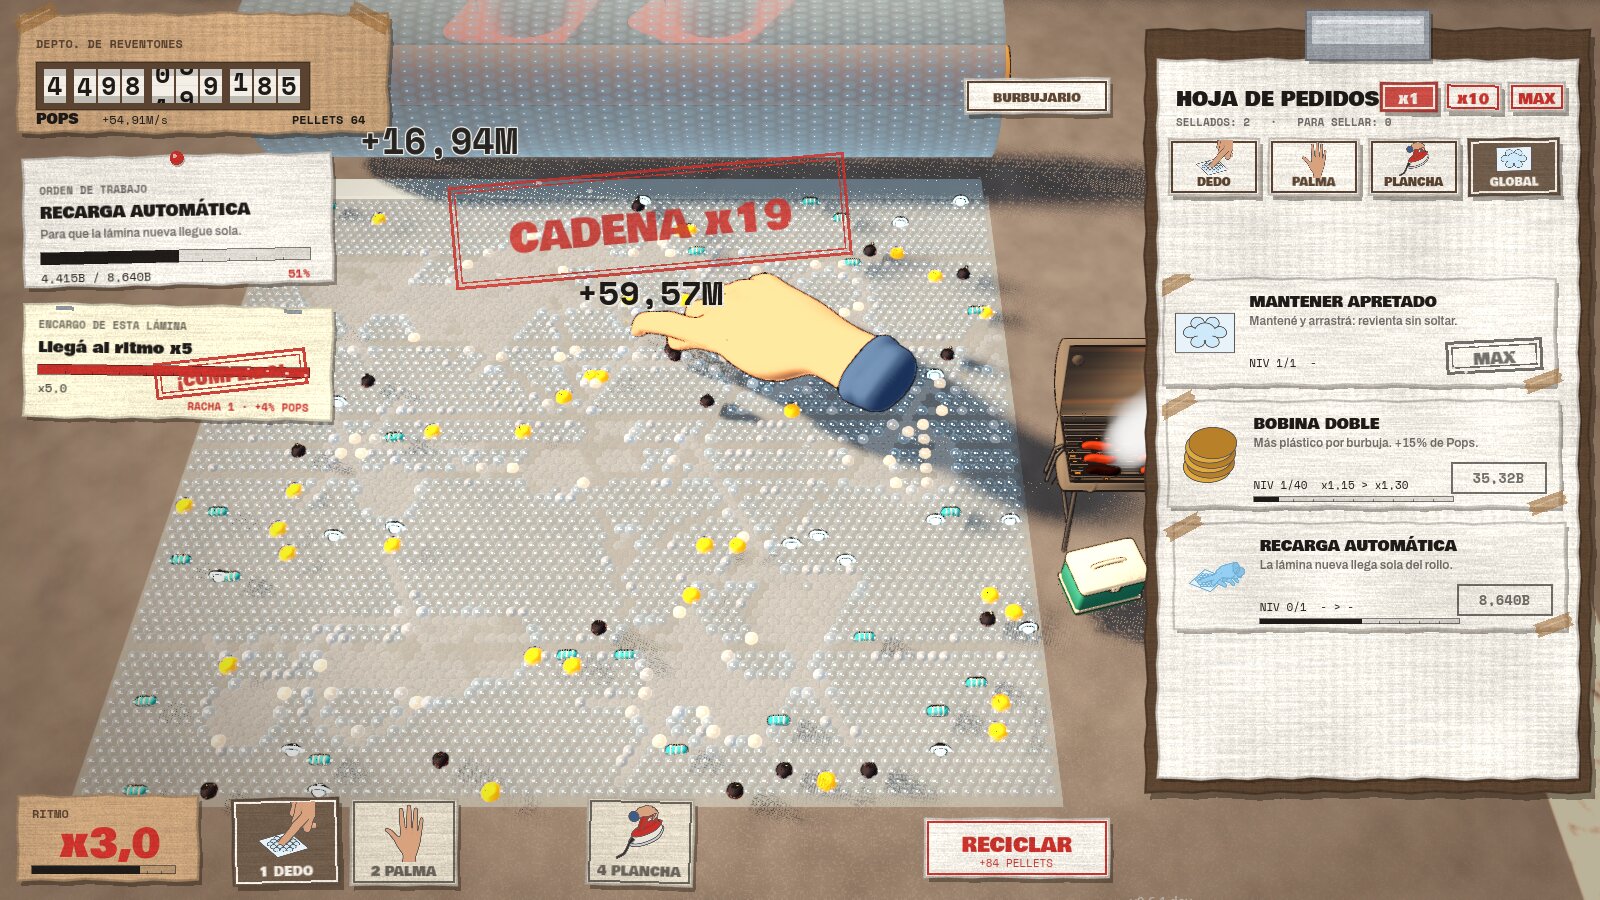 DEPTO. DE REVENTONES
4 498 9 185
POPS +54,91M/s PELLETS 64
+16,94M
ORDEN DE TRABAJO
RECARGA AUTOMÁTICA
Para que la lámina nueva llegue sola.
4,415B / 8,640B 51%
ENCARGO DE ESTA LÁMINA
Llegá al ritmo x5
x5,0
RACHA 1 · +4% POPS
CADENA x19
+59,57M
BURBUJARIO
HOJA DE PEDIDOS x1 x10 MAX
SELLADOS: 2 · PARA SELLAR: 0
DEDO PALMA PLANCHA GLOBAL
MANTENER APRETADO
Mantené y arrastrá: revienta sin soltar.
NIV 1/1 -
MAX
BOBINA DOBLE
Más plástico por burbuja. +15% de Pops.
NIV 1/40 x1,15 > x1,30
35,32B
RECARGA AUTOMÁTICA
La lámina nueva llega sola del rollo.
NIV 0/1 - > -
8,640B
RITMO
x3,0
1 DEDO
2 PALMA
4 PLANCHA
RECICLAR
+84 PELLETS